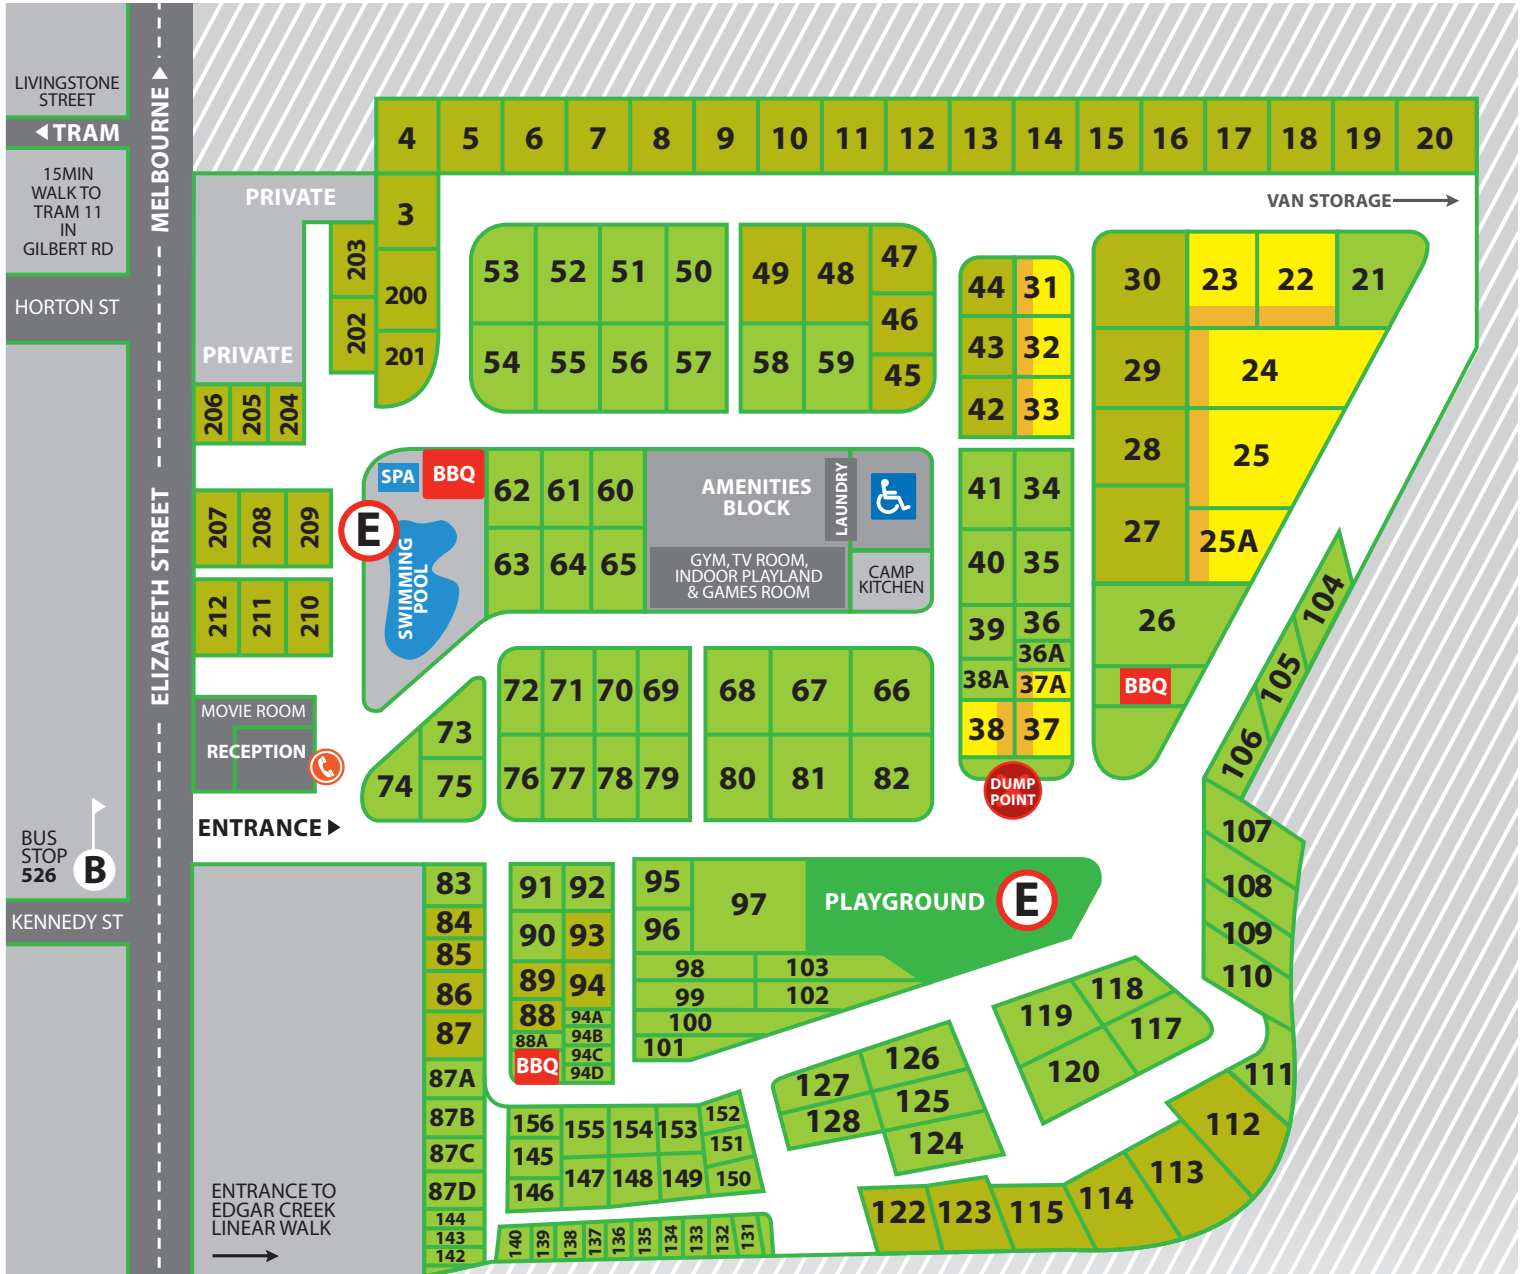 LIVINGSTONE
STREET
TRAM
15MIN
WALK TO
TRAM 11
IN
GILBERT RD
HORTON ST
BUS
STOP
526
B
KENNEDY ST
MELBOURNE
ELIZABETH STREET
PRIVATE
PRIVATE
4 5 6 7 8 9 10 11 12 13 14 15 16 17 18 19 20
VAN STORAGE
3
203
200
202
201
206 205 204
207 208 209
212 211 210
53 52 51 50
54 55 56 57
49 48 47
46
58 59 45
44 31
43 32
42 33
30 23 22 21
29 24
28 25
27 25A
26
BBQ
SPA
BBQ
E
SWIMMING
POOL
62 61 60
63 64 65
AMENITIES
BLOCK
LAUNDRY
GYM, TV ROOM,
INDOOR PLAYLAND
& GAMES ROOM
CAMP
KITCHEN
41 34
40 35
39 36
36A
38A 37A
38 37
DUMP
POINT
104
105
106
107
108
109
110
111
112
113
114
115
123
122
MOVIE ROOM
RECEPTION
ENTRANCE
73
74 75
72 71 70 69
76 77 78 79
68 67 66
80 81 82
83
84
85
86
87
87A
87B
87C
87D
144
143
142
91 92
90 93
89 94
88 94A
88A 94B
BBQ 94C
94D
95
96
97
PLAYGROUND
E
98 103
99 102
100
101
118
119 117
120
126
127
125
128
124
156 155 154 153 152
151
145
146 147 148 149 150
140 139 138 137 136 135 134 133 132 131
ENTRANCE TO
EDGAR CREEK
LINEAR WALK